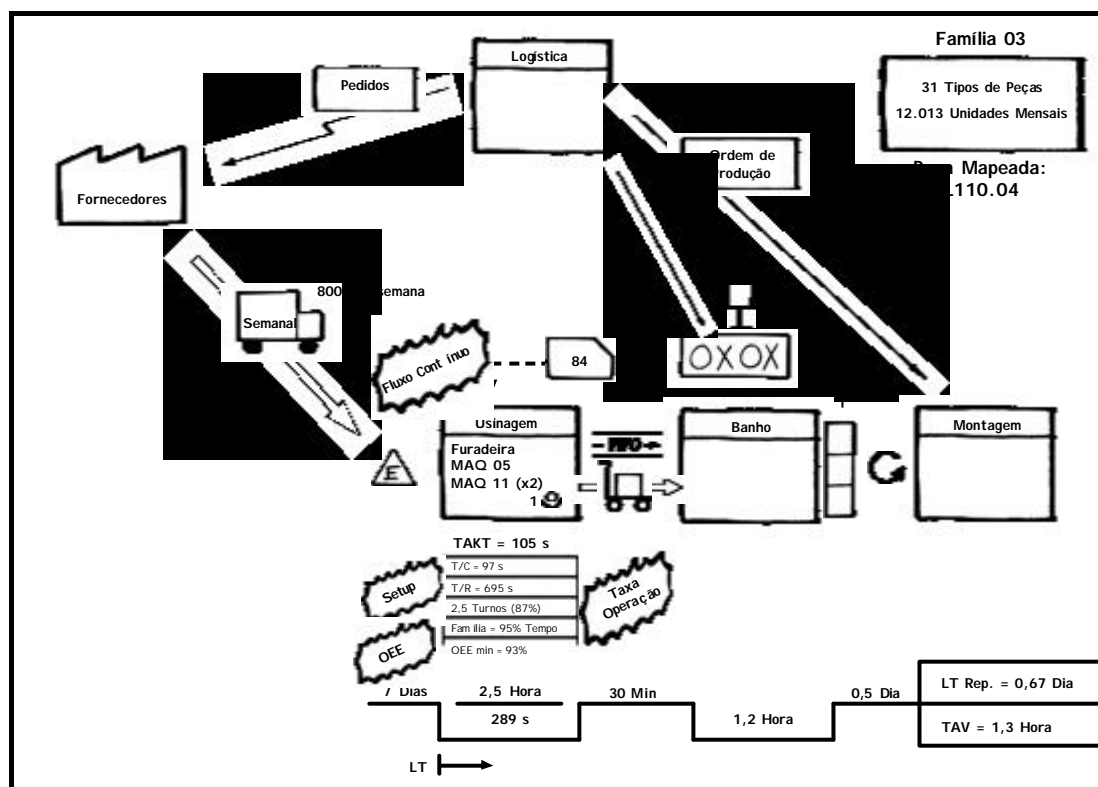 Família 03
Logística
31 Tipos de Peças
12.013 Unidades Mensais
Pedidos
Ordem de
Mapeada:
110.04
Fornecedores
800
semana
Semanal
Fluxo Contínuo
84
OXOX
Usinagem
Banho
Montagem
Furadeira
MAQ 05
MAQ 11 (x2)
1
FIFO
E
TAKT = 105 s
T/C = 97 s
T/R = 695 s
2,5 Turnos (87%)
Família = 95% Tempo
OEE min = 93%
Setup
OEE
Taxa
Operação
7 Dias
2,5 Hora
289 s
30 Min
1,2 Hora
0,5 Dia
LT Rep. = 0,67 Dia
TAV = 1,3 Hora
LT